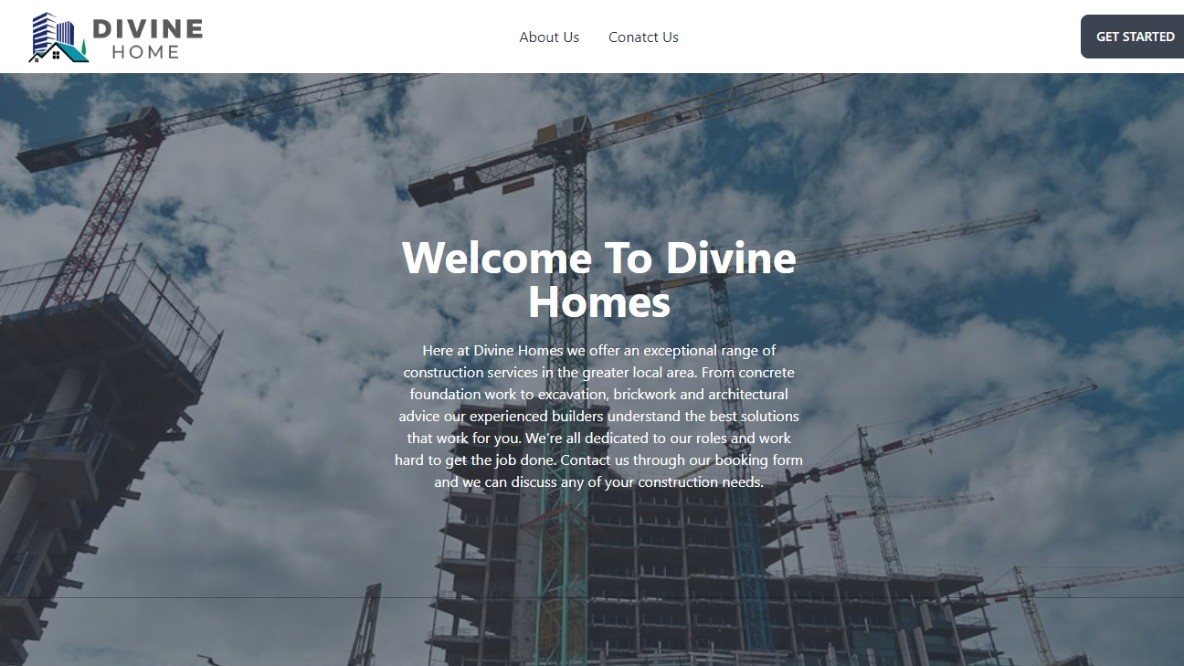 DIVINE
HOME
About Us
Conatct Us
GET STARTED
Welcome To Divine
Homes
Here at Divine Homes we offer an exceptional range of
construction services in the greater local area. From concrete
foundation work to excavation, brickwork and architectural
advice our experienced builders understand the best solutions
that work for you. We’re all dedicated to our roles and work
hard to get the job done. Contact us through our booking form
and we can discuss any of your construction needs.